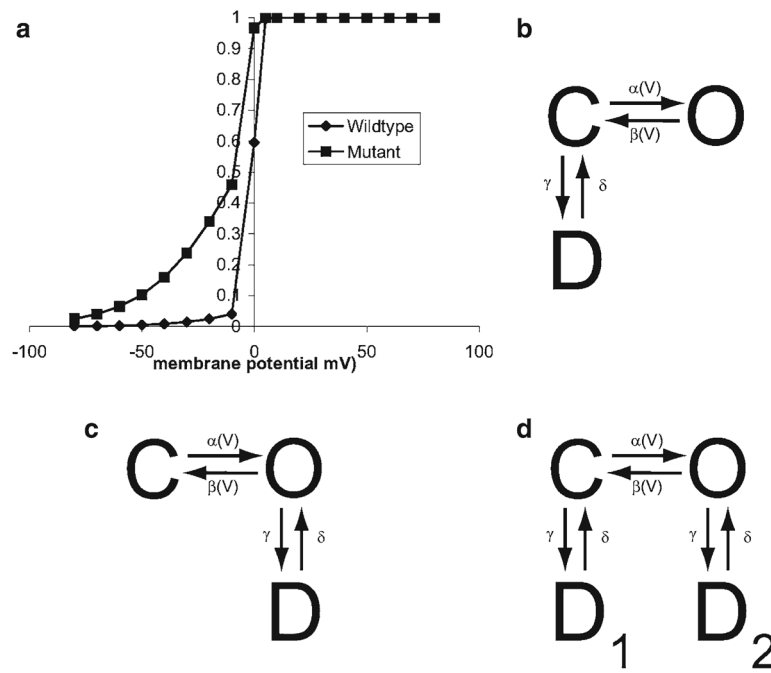 a
1
0.9
0.8
0.7
0.6
0.5
0.4
0.3
0.2
0.1
0
-100
-50
0
50
100
membrane potential mV)
Wildtype
Mutant
b
C
α(V)
β(V)
O
γ
δ
D
c
C
α(V)
β(V)
O
γ
δ
D
d
C
α(V)
β(V)
O
γ
δ
γ
δ
D1
D2